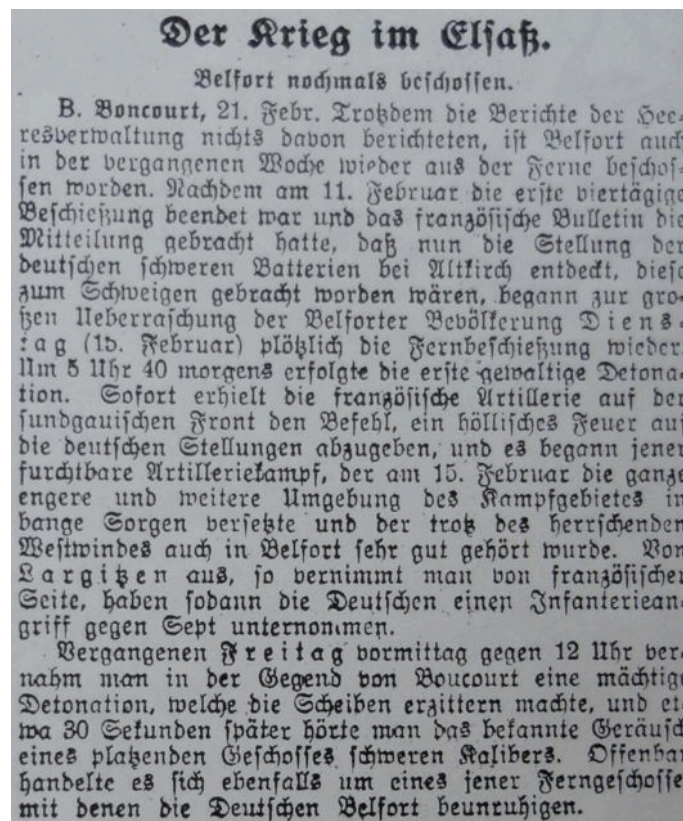 Der Krieg im Elsaß.
Belfort nochmals beschossen.
B. Boncourt, 21. Febr. Trotzdem die Berichte der Hee-
resverwaltung nichts davon berichteten, ist Belfort auch
in der vergangenen Woche wieder aus der Ferne beschos-
sen worden. Nachdem am 11. Februar die erste viertägige
Beschießung beendet war und das französische Bulletin die
Mitteilung gebracht hatte, daß nun die Stellung der
deutschen schweren Batterien bei Altkirch entdeckt, diese
zum Schweigen gebracht worden wären, begann zur gro-
ßen Ueberraschung der Belforter Bevölkerung Diens-
tag (15. Februar) plötzlich die Fernbeschießung wieder.
Um 5 Uhr 40 morgens erfolgte die erste gewaltige Detona-
tion. Sofort erhielt die französische Artillerie auf der
sundgauischen Front den Befehl, ein höllisches Feuer auf
die deutschen Stellungen abzugeben, und es begann jener
furchtbare Artilleriekampf, der am 15. Februar die ganze
engere und weitere Umgebung des Kampfgebietes in
bange Sorgen versetzte und der trotz des herrschenden
Westwindes auch in Belfort sehr gut gehört wurde. Von
Largitzen aus, so vernimmt man von französischer
Seite, haben sodann die Deutschen einen Infanteriean-
griff gegen Sept unternommen.
Vergangenen Freitag vormittag gegen 12 Uhr ver-
nahm man in der Gegend von Boucourt eine mächtige
Detonation, welche die Scheiben erzittern machte, und et-
wa 30 Sekunden später hörte man das bekannte Geräusch
eines platzenden Geschosses schweren Kalibers. Offenbar
handelte es sich ebenfalls um eines jener Ferngeschosse
mit denen die Deutschen Belfort beunruhigen.